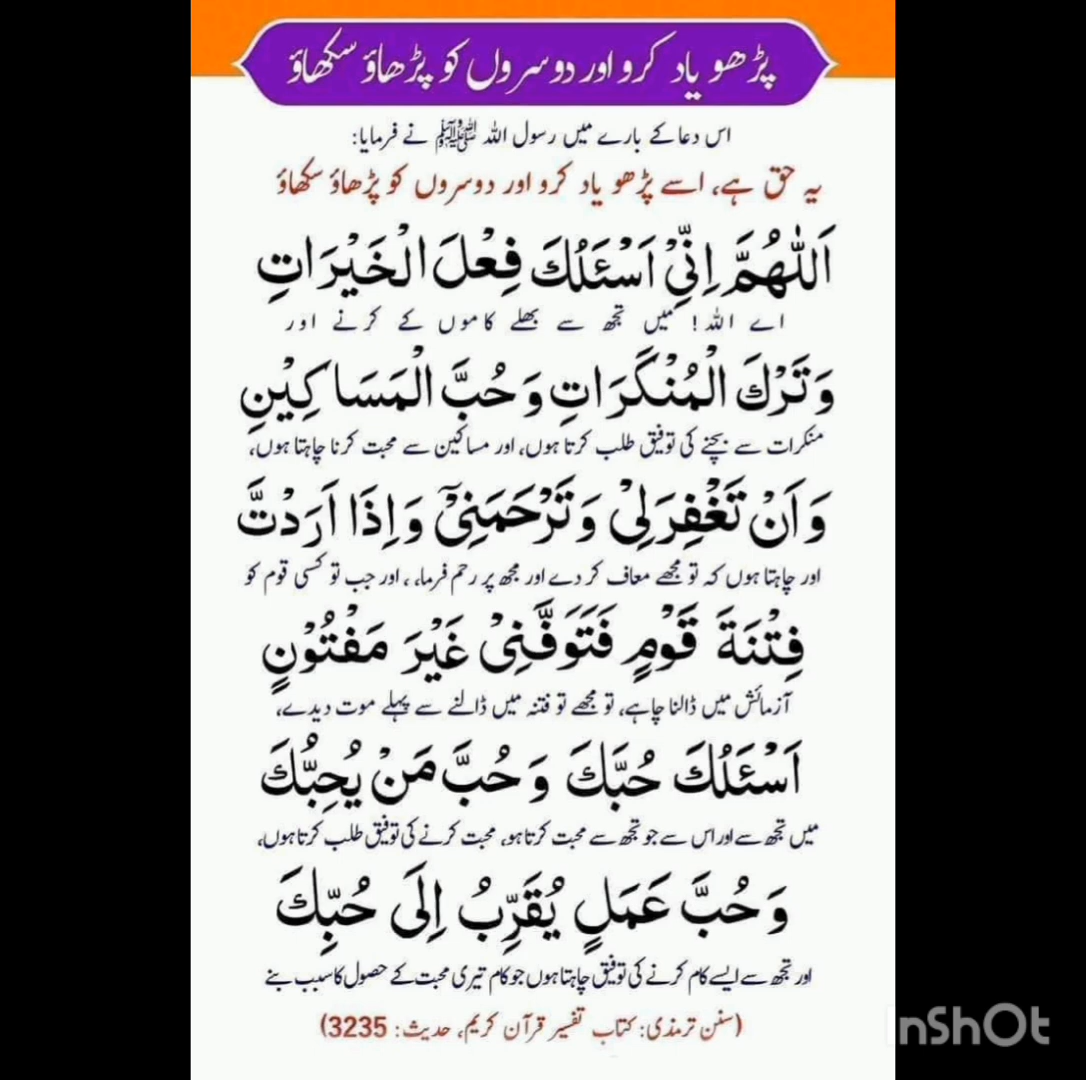 پڑھو یاد کرو اور دوسروں کو پڑھاؤ سکھاؤ
اس دعا کے بارے میں رسول اللہ ﷺ نے فرمایا:
یہ حق ہے، اسے پڑھو یاد کرو اور دوسروں کو پڑھاؤ سکھاؤ
اَللّٰهُمَّ اِنِّیْ اَسْئَلُكَ فِعْلَ الْخَیْرَاتِ
اے اللہ! میں تجھ سے بھلے کاموں کے کرنے اور
وَتَرْكَ الْمُنْكَرَاتِ وَحُبَّ الْمَسَاكِیْنِ
منکرات سے بچنے کی توفیق طلب کرتا ہوں، اور مساکین سے محبت کرنا چاہتا ہوں،
وَاَنْ تَغْفِرَلِیْ وَتَرْحَمَنِیْٓ وَاِذَا اَرَدْتَّ
اور چاہتا ہوں کہ تو مجھے معاف کر دے اور مجھ پر رحم فرما،، اور جب تو کسی قوم کو
فِتْنَةَ قَوْمٍ فَتَوَفَّنِیْ غَیْرَ مَفْتُوْنٍ
آزمائش میں ڈالنا چاہے، تو مجھے تو فتنہ میں ڈالنے سے پہلے موت دیدے،
اَسْئَلُكَ حُبَّكَ وَحُبَّ مَنْ یُحِبُّكَ
میں تجھ سے اور اس سے جو تجھ سے محبت کرتا ہو، محبت کرنے کی توفیق طلب کرتا ہوں،
وَحُبَّ عَمَلٍ یُقَرِّبُ اِلَی حُبِّكَ
اور تجھ سے ایسے کام کرنے کی توفیق چاہتا ہوں جو کام تیری محبت کے حصول کا سبب بنے
(سنن ترمذی: کتاب تفسیر قرآن کریم، حدیث: 3235)
InShOt